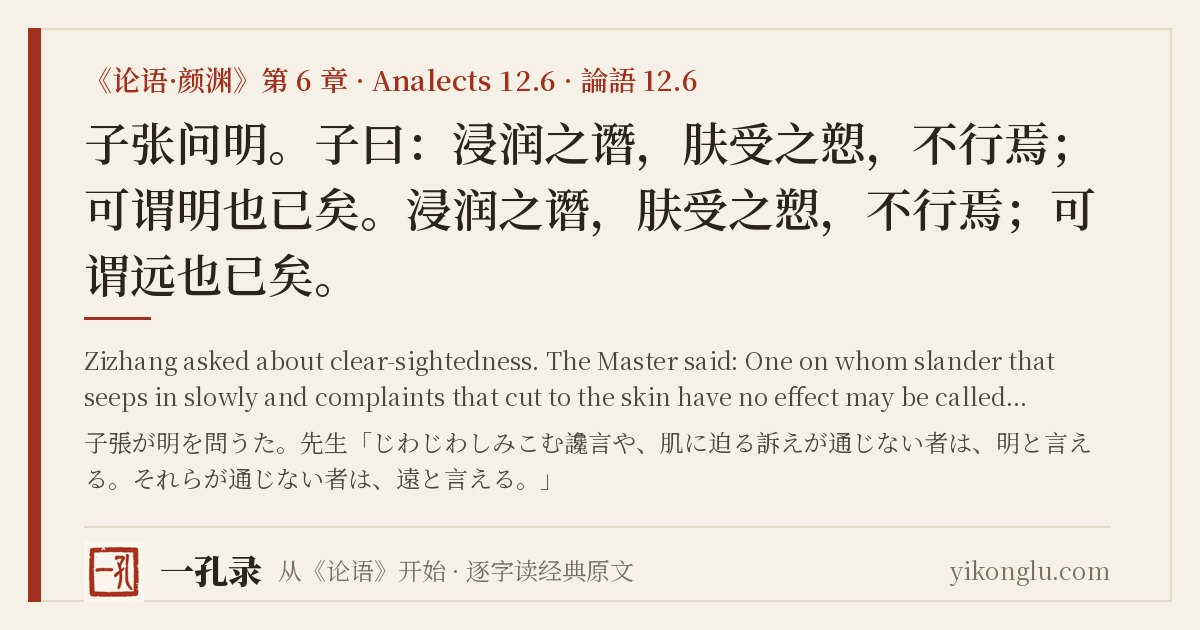 《论语·颜渊》第 6 章 · Analects 12.6 · 論語 12.6
子张问明。子曰：浸润之谮，肤受之愬，不行焉；
可谓明也已矣。浸润之谮，肤受之愬，不行焉；可
谓远也已矣。
Zizhang asked about clear-sightedness. The Master said: One on whom slander that
seeps in slowly and complaints that cut to the skin have no effect may be called…
子張が明を問うた。先生「じわじわしみこむ讒言や、肌に迫る訴えが通じない者は、明と言え
る。それらが通じない者は、遠と言える。」
一孔
一孔录 从《论语》开始 · 逐字读经典原文 yikonglu.com